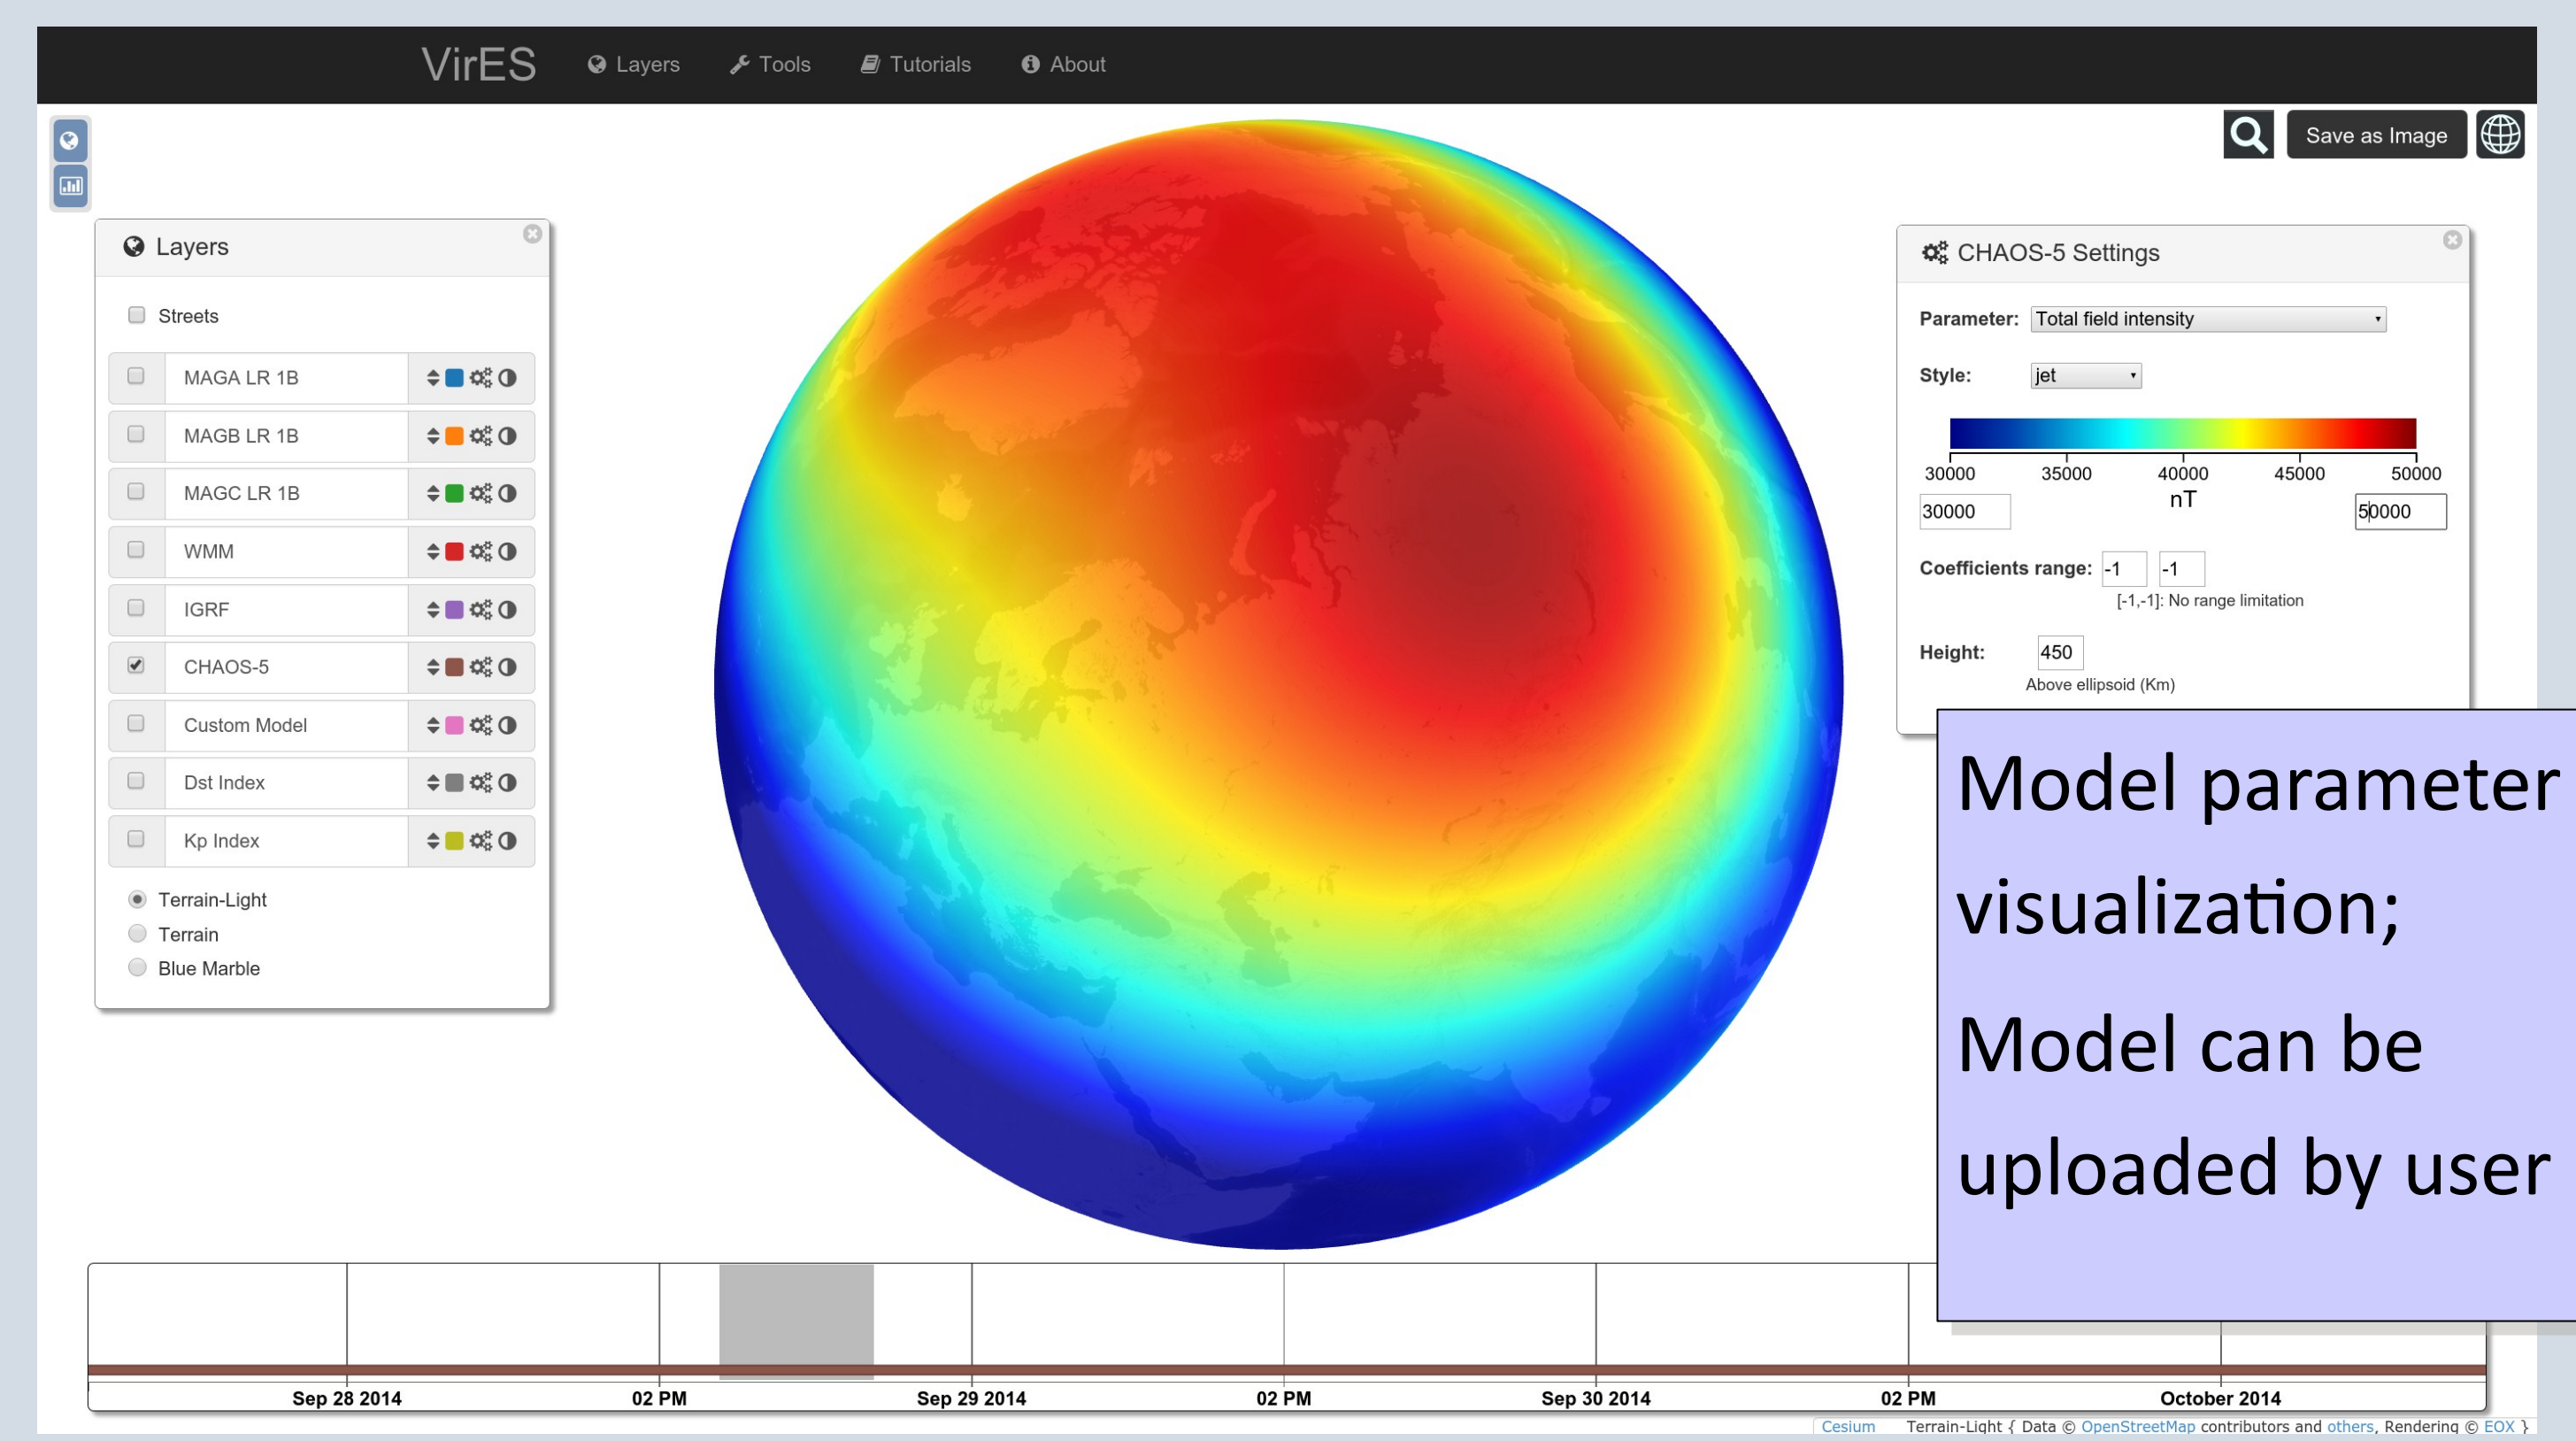 VirES Layers Tools Tutorials About
Save as Image
Layers
Streets
MAGA LR 1B
MAGB LR 1B
MAGC LR 1B
WMM
IGRF
CHAOS-5
Custom Model
Dst Index
Kp Index
Terrain-Light
Terrain
Blue Marble
CHAOS-5 Settings
Parameter: Total field intensity
Style: jet
30000 35000 40000 45000 50000
nT
30000 50000
Coefficients range: -1 -1
[-1,-1]: No range limitation
Height: 450
Above ellipsoid (Km)
Model parameter
visualization;
Model can be
uploaded by user
Sep 28 2014 02 PM Sep 29 2014 02 PM Sep 30 2014 02 PM October 2014
Cesium Terrain-Light { Data © OpenStreetMap contributors and others, Rendering © EOX }